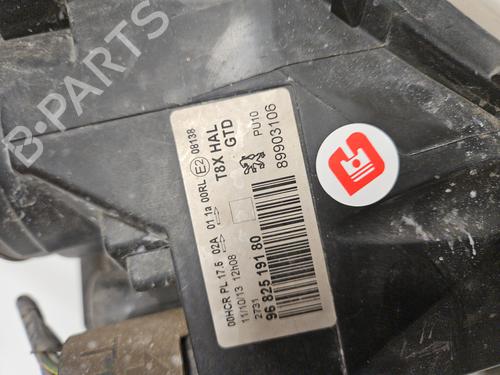 B-PARTS
00HCR PL 17.5 02A 01 1a 00RL E2 08138
11/10/13 12h08
T8X HAL
GTD
2731
PU10
96 825 191 80
89903106